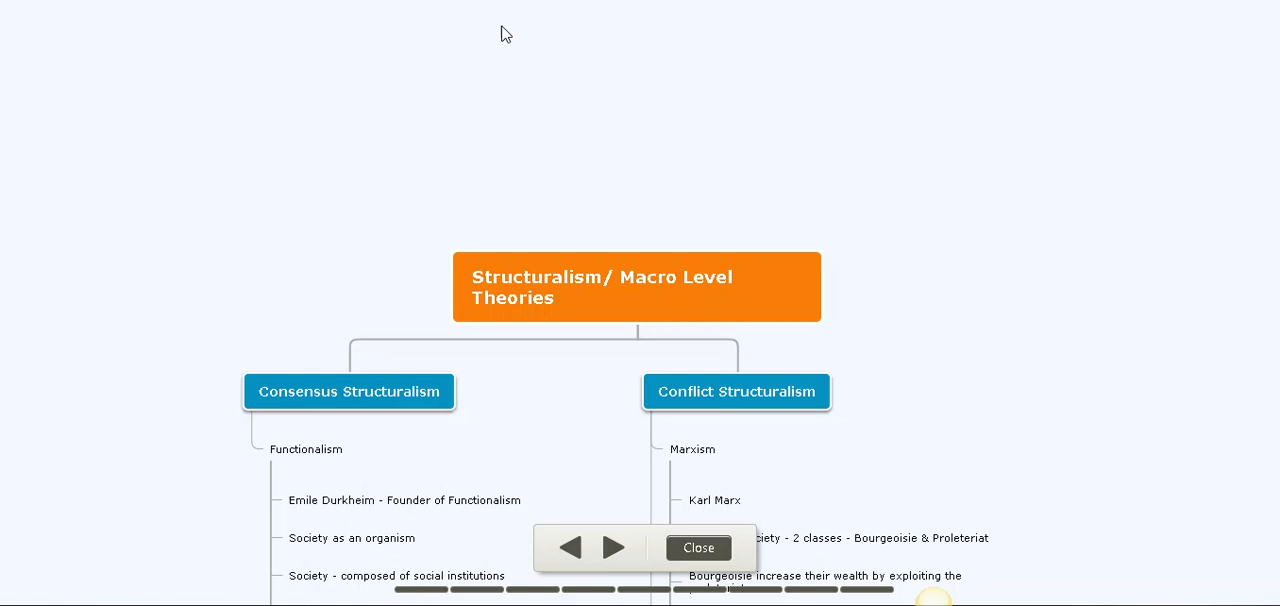 Structuralism/ Macro Level
Theories
Consensus Structuralism
Conflict Structuralism
Functionalism
Marxism
Emile Durkheim - Founder of Functionalism
Karl Marx
Society as an organism
- 2 classes - Bourgeoisie & Proleteriat
Society - composed of social institutions
Bourgeoisie increase their wealth by exploiting the
Close